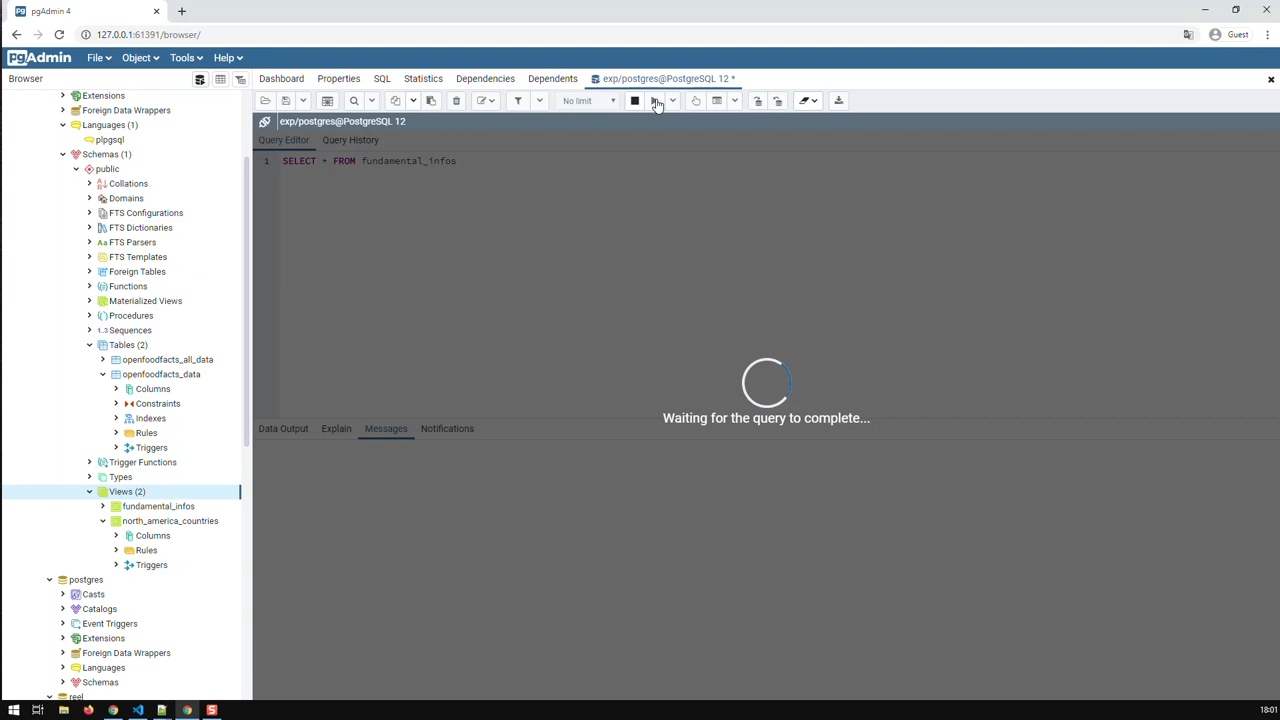 pgAdmin 4
127.0.0.1:61391/browser/
Guest
pgAdmin File Object Tools Help
Browser
Dashboard Properties SQL Statistics Dependencies Dependents exp/postgres@PostgreSQL 12 *
No limit
exp/postgres@PostgreSQL 12
Query Editor Query History
1 SELECT * FROM fundamental_infos
Waiting for the query to complete...
Data Output Explain Messages Notifications
Extensions
Foreign Data Wrappers
Languages (1)
plpgsql
Schemas (1)
public
Collations
Domains
FTS Configurations
FTS Dictionaries
FTS Parsers
FTS Templates
Foreign Tables
Functions
Materialized Views
Procedures
Sequences
Tables (2)
openfoodfacts_all_data
openfoodfacts_data
Columns
Constraints
Indexes
Rules
Triggers
Trigger Functions
Types
Views (2)
fundamental_infos
north_america_countries
Columns
Rules
Triggers
postgres
Casts
Catalogs
Event Triggers
Extensions
Foreign Data Wrappers
Languages
Schemas
reel
18:01